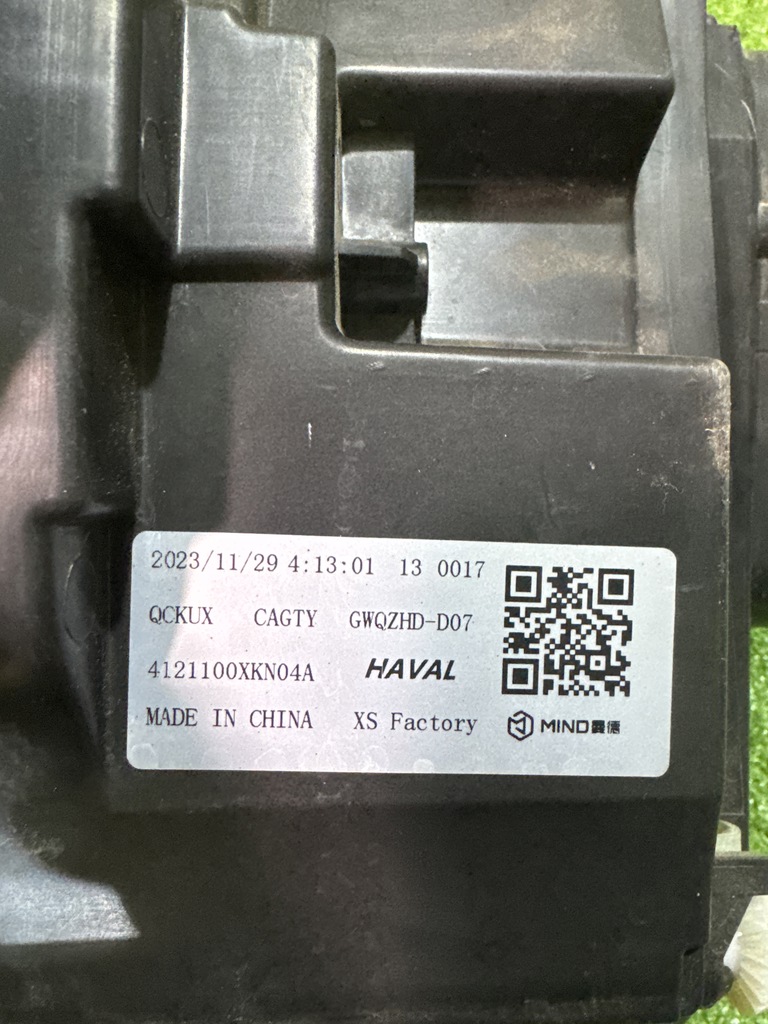 2023/11/29 4:13:01 13 0017
QCKUX CAGTY GWQZHD-D07
4121100XKN04A HAVAL
MADE IN CHINA XS Factory
MIND曼德